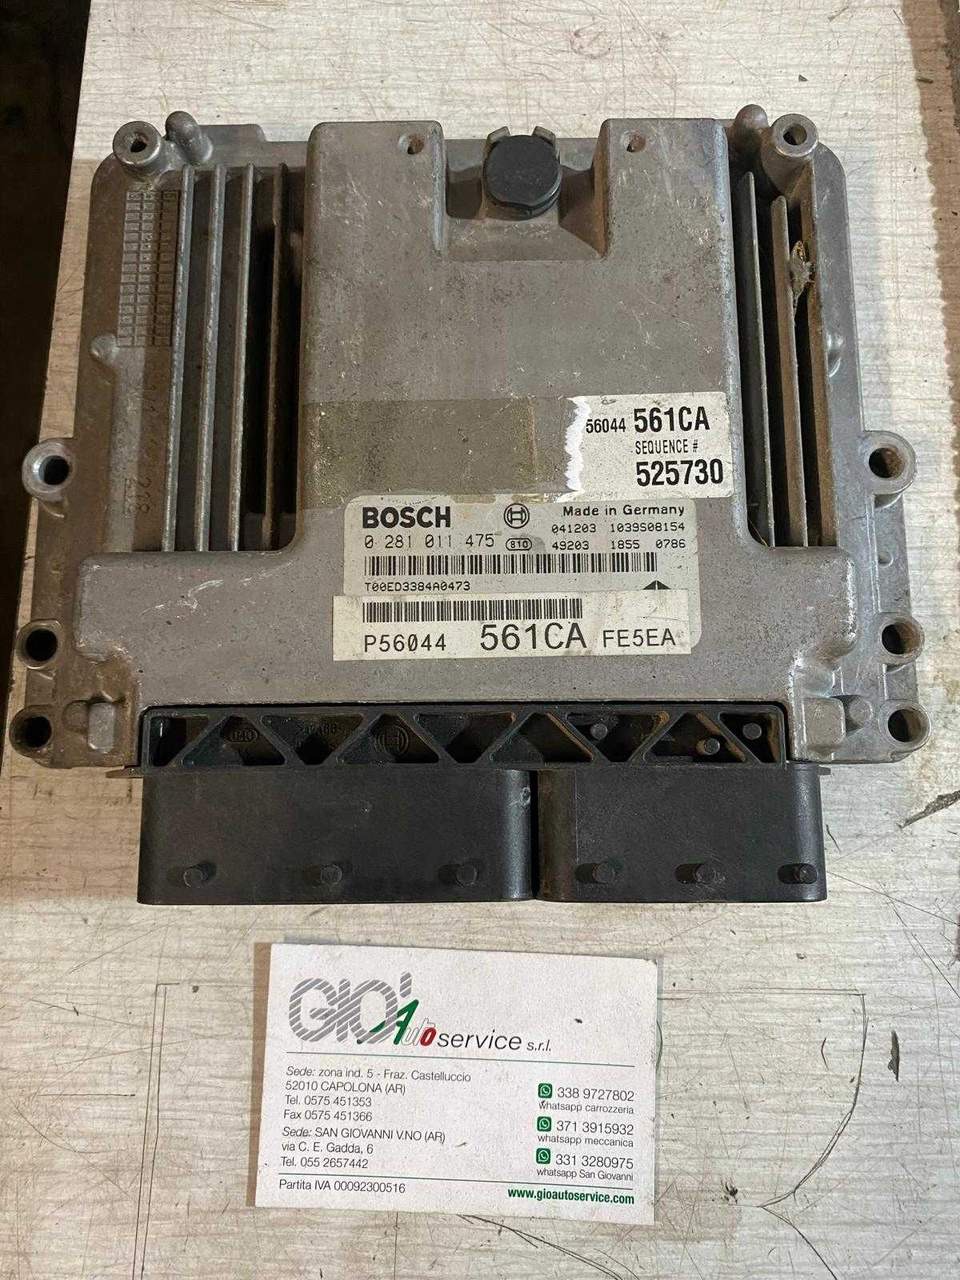 56044 561CA
SEQUENCE #
525730
BOSCH Made in Germany
0 281 011 475 810 041203 1039S08154
49203 1855 0786
T00ED3384A0473
P56044 561CA FE5EA
GIO' Auto service s.r.l.
Sede: zona ind. 5 - Fraz. Castelluccio
52010 CAPOLONA (AR)
Tel. 0575 451353
Fax 0575 451366
Sede: SAN GIOVANNI V.NO (AR)
via C. E. Gadda, 6
Tel. 055 2657442
Partita IVA 00092300516
338 9727802
whatsapp carrozzeria
371 3915932
whatsapp meccanica
331 3280975
whatsapp San Giovanni
www.gioautoservice.com